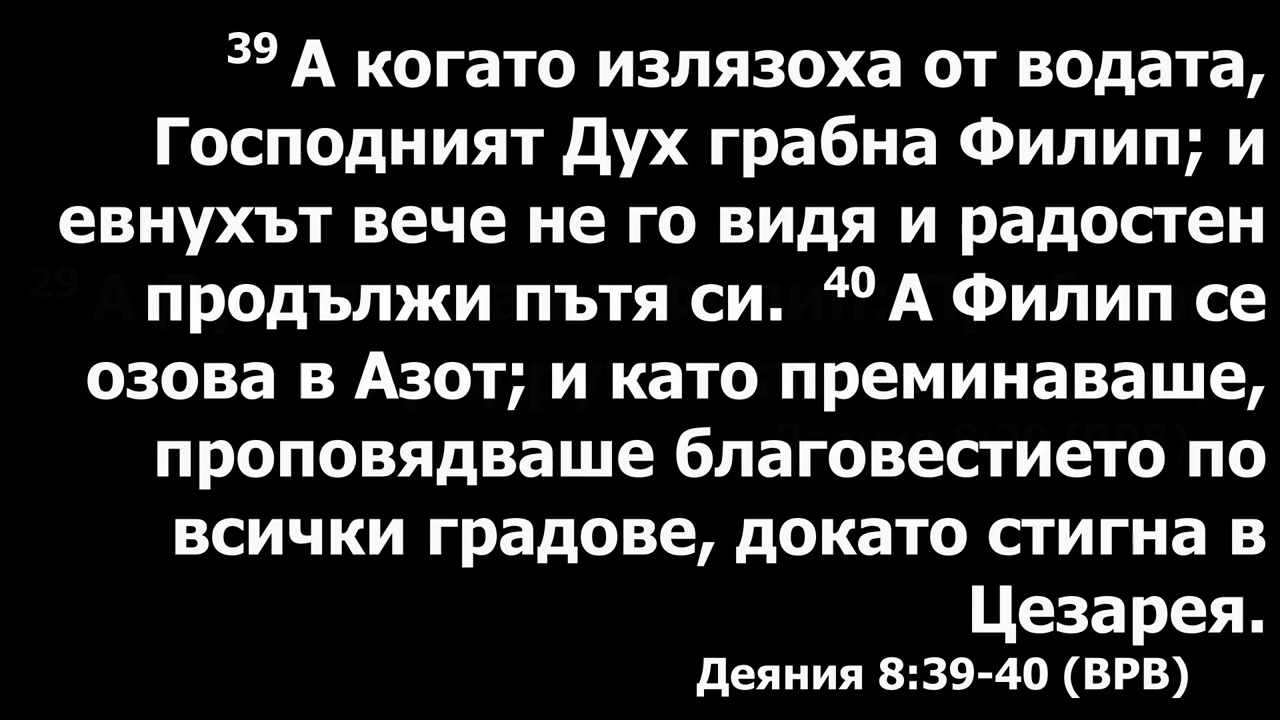 39 А когато излязоха от водата,
Господният Дух грабна Филип; и
евнухът вече не го видя и радостен
продължи пътя си. 40 А Филип се
озова в Азот; и като преминаваше,
проповядваше благовестието по
всички градове, докато стигна в
Цезарея.
Деяния 8:39-40 (ВРВ)